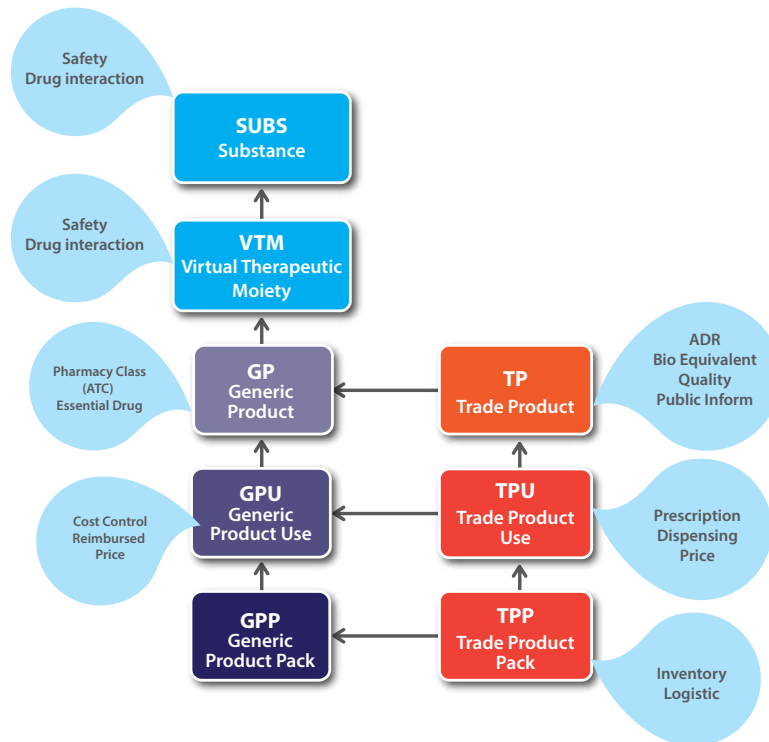 Safety
Drug interaction
SUBS
Substance
Safety
Drug interaction
VTM
Virtual Therapeutic
Moiety
Pharmacy Class
(ATC)
Essential Drug
GP
Generic
Product
TP
Trade Product
ADR
Bio Equivalent
Quality
Public Inform
Cost Control
Reimbursed
Price
GPU
Generic
Product Use
TPU
Trade Product
Use
Prescription
Dispensing
Price
GPP
Generic
Product Pack
TPP
Trade Product
Pack
Inventory
Logistic